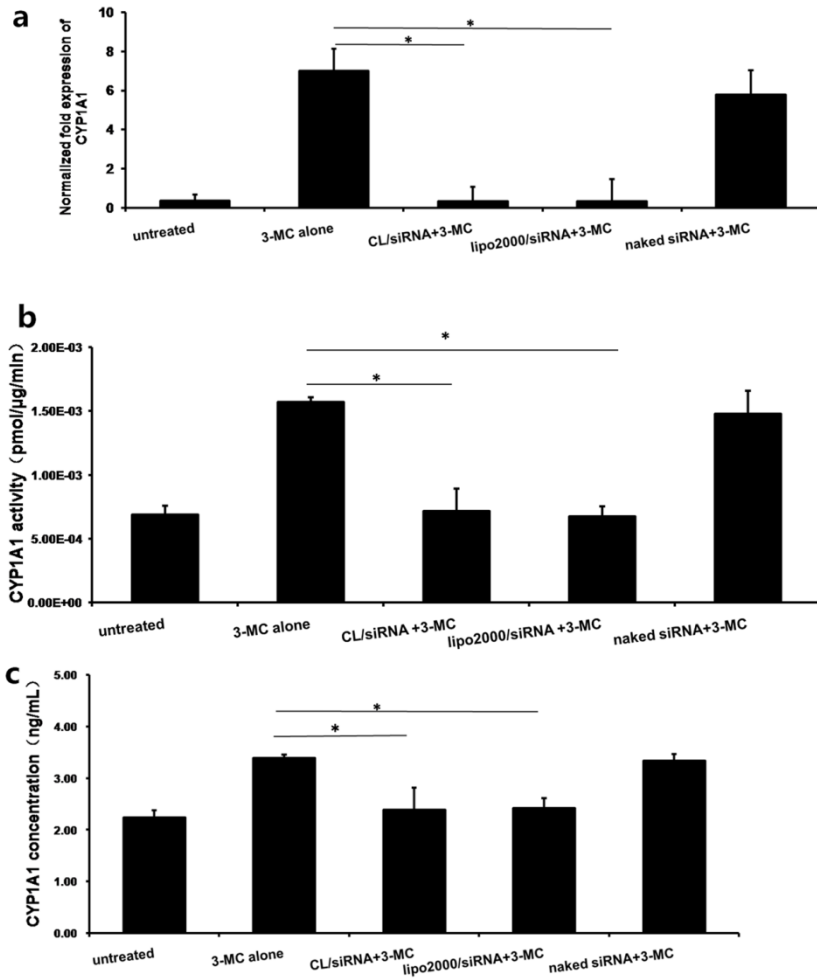 a
Normalized fold expression of
CYP1A1
10
8
6
4
2
0
*
*
untreated
3-MC alone
CL/siRNA+3-MC
lipo2000/siRNA+3-MC
naked siRNA+3-MC
b
CYP1A1 activity（pmol/μg/min）
2.00E-03
1.50E-03
1.00E-03
5.00E-04
0.00E+00
*
*
untreated
3-MC alone
CL/siRNA +3-MC
lipo2000/siRNA +3-MC
naked siRNA+3-MC
c
CYP1A1 concentration（ng/mL）
5.00
4.00
3.00
2.00
1.00
0.00
*
*
untreated
3-MC alone
CL/siRNA+3-MC
lipo2000/siRNA+3-MC
naked siRNA+3-MC